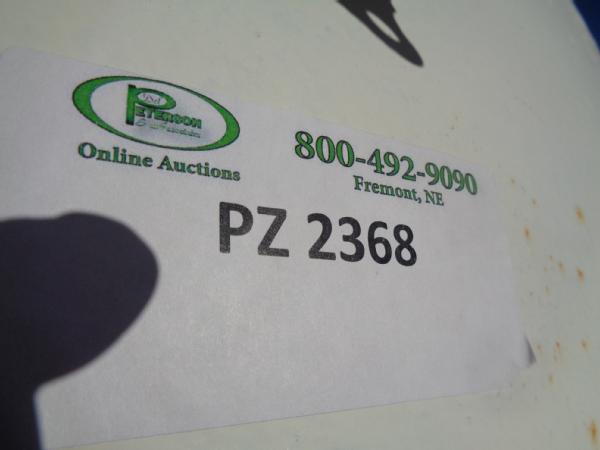 PETERSON
Online Auctions
800-492-9090
Fremont, NE
PZ 2368